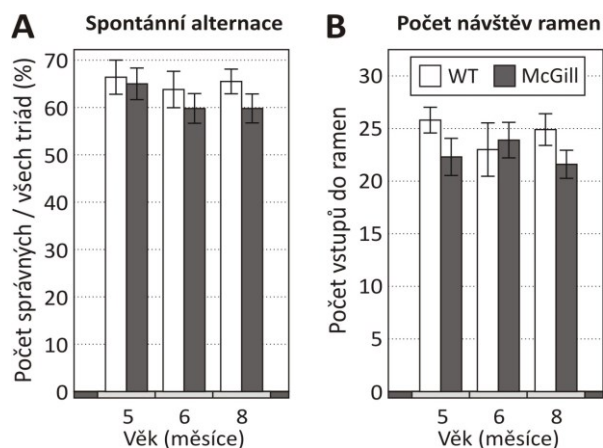 A Spontánní alternace
Počet správných / všech triád (%)
70
60
50
60
70
20
10
0
5 6 8
Věk (měsíce)
B Počet návštěv ramen
WT McGill
Počet vstupů do ramen
30
25
20
15
10
5
0
5 6 8
Věk (měsíce)